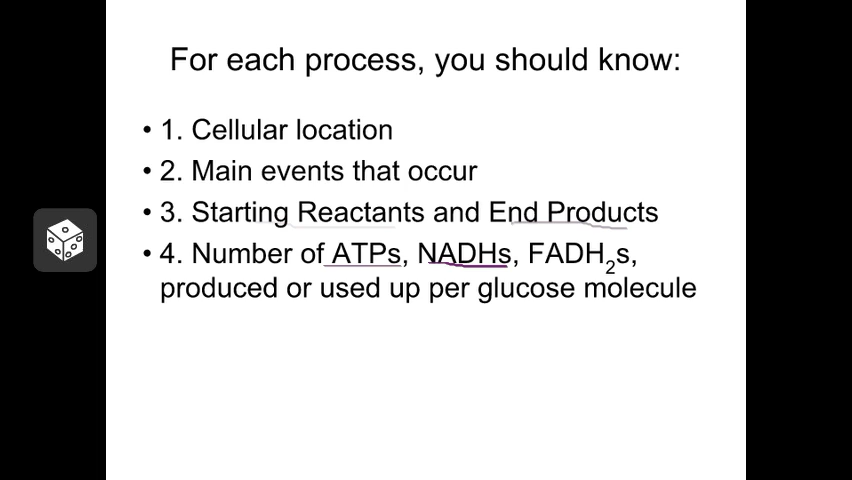 For each process, you should know:
• 1. Cellular location
• 2. Main events that occur
• 3. Starting Reactants and End Products
• 4. Number of ATPs, NADHs, FADH₂s,
produced or used up per glucose molecule